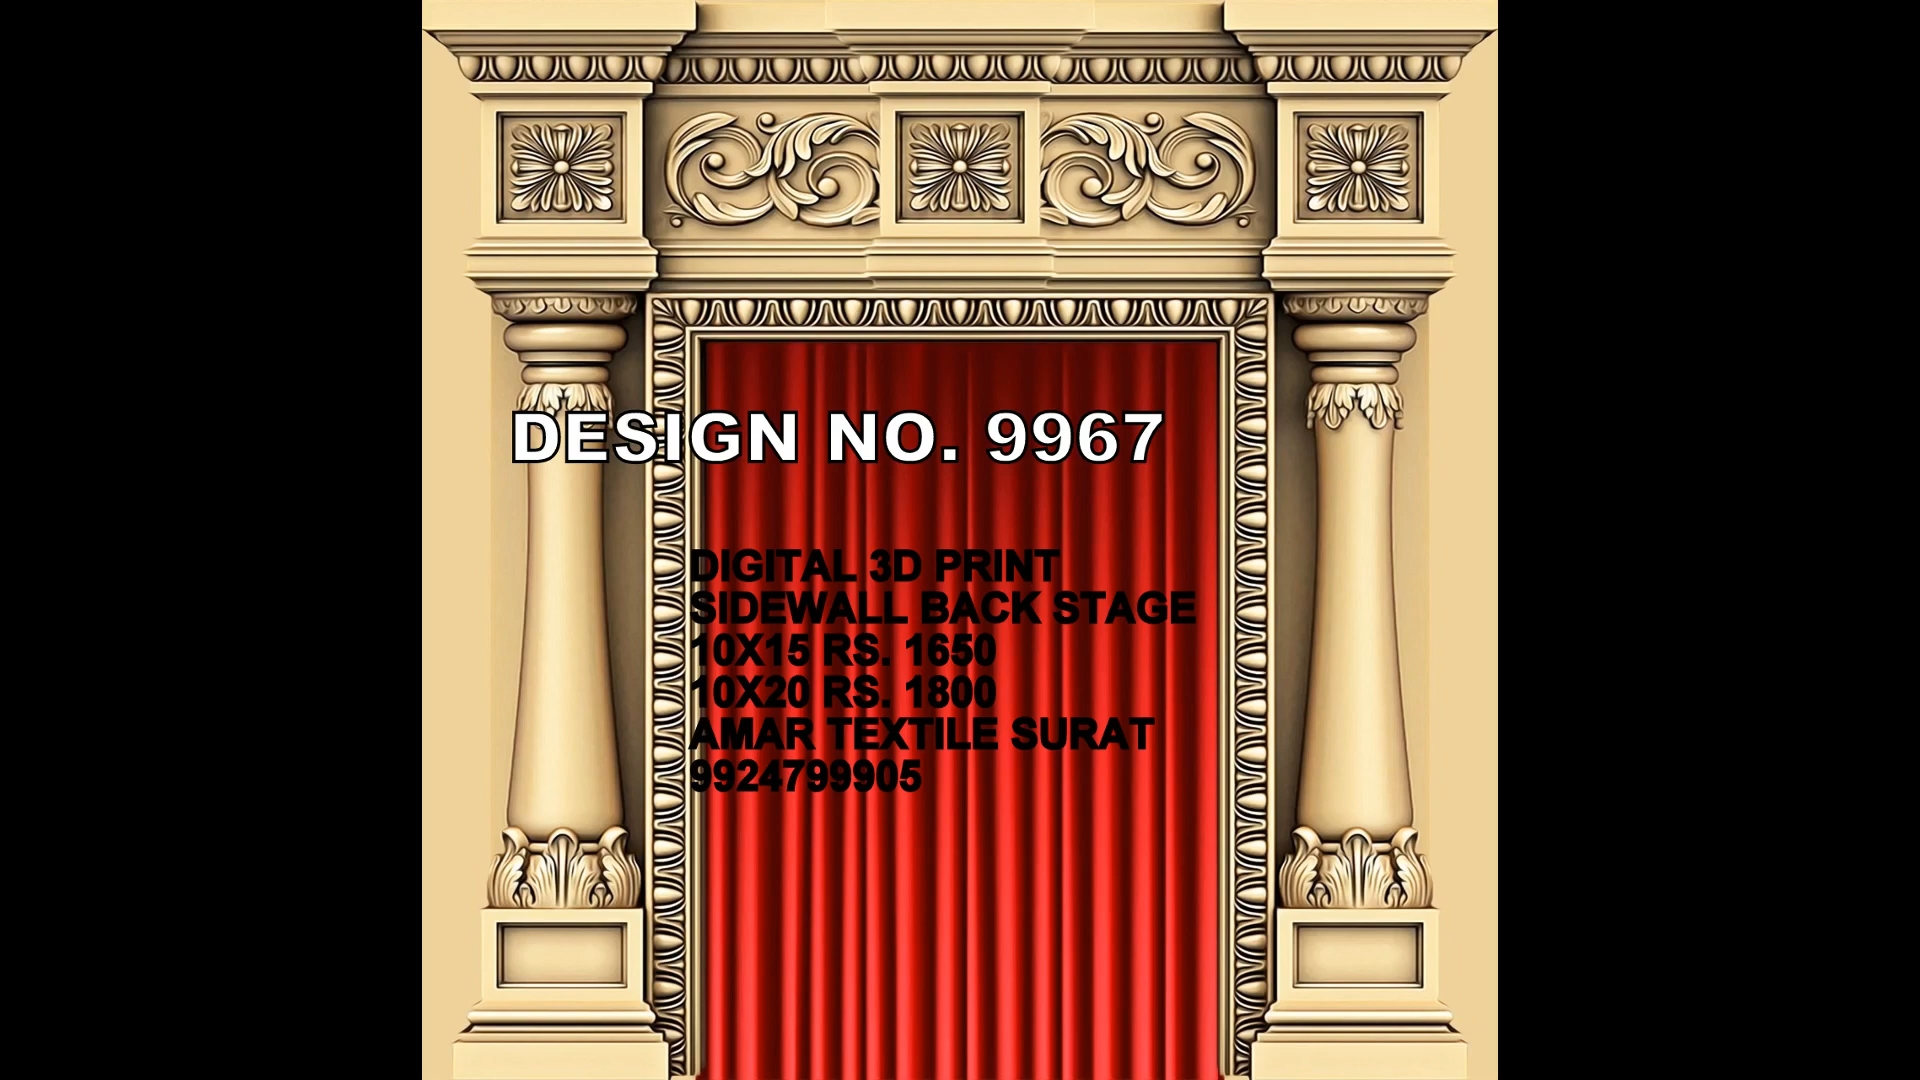 DESIGN NO. 9967
DIGITAL 3D PRINT
SIDEWALL BACK STAGE
10X15 RS. 1650
10X20 RS. 1800
AMAR TEXTILE SURAT
9924799905